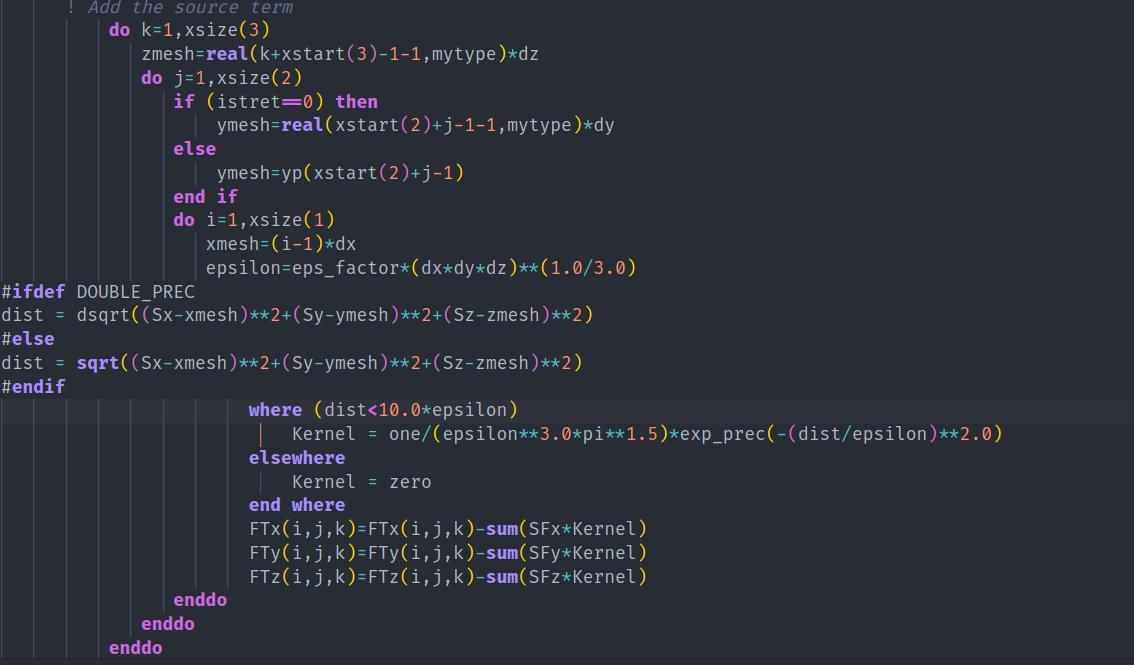 ! Add the source term
do k=1,xsize(3)
zmesh=real(k+xstart(3)-1-1,mytype)*dz
do j=1,xsize(2)
if (istret==0) then
ymesh=real(xstart(2)+j-1-1,mytype)*dy
else
ymesh=yp(xstart(2)+j-1)
end if
do i=1,xsize(1)
xmesh=(i-1)*dx
epsilon=eps_factor*(dx*dy*dz)**(1.0/3.0)
#ifdef DOUBLE_PREC
dist = dsqrt((Sx-xmesh)**2+(Sy-ymesh)**2+(Sz-zmesh)**2)
#else
dist = sqrt((Sx-xmesh)**2+(Sy-ymesh)**2+(Sz-zmesh)**2)
#endif
where (dist<10.0*epsilon)
Kernel = one/(epsilon**3.0*pi**1.5)*exp_prec(-(dist/epsilon)**2.0)
elsewhere
Kernel = zero
end where
FTx(i,j,k)=FTx(i,j,k)-sum(SFx*Kernel)
FTy(i,j,k)=FTy(i,j,k)-sum(SFy*Kernel)
FTz(i,j,k)=FTz(i,j,k)-sum(SFz*Kernel)
enddo
enddo
enddo